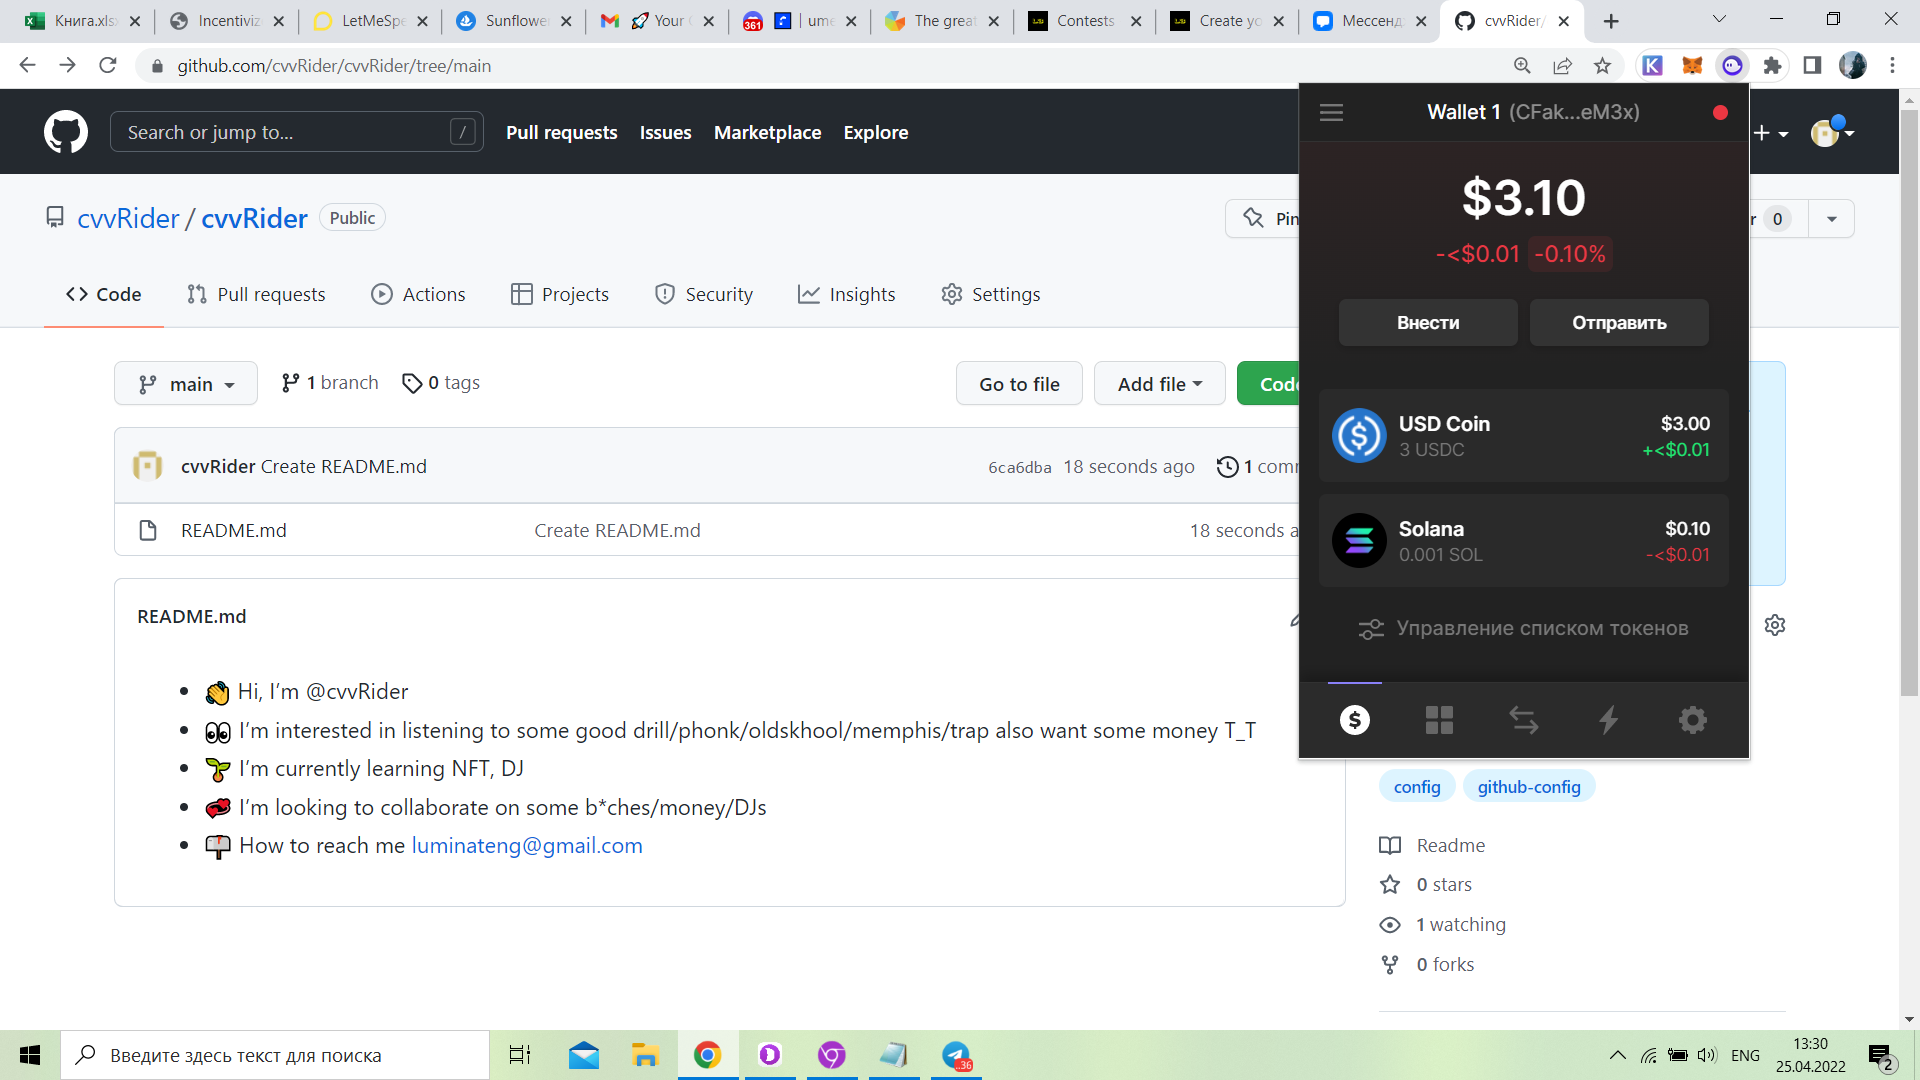 Книга.xls
Incentiviz
LetMeSpe
Sunflowe
Your
361
ume
The great
Contests
Create yo
Мессенд
cvvRider/
github.com/cvvRider/cvvRider/tree/main
Search or jump to...
/
Pull requests
Issues
Marketplace
Explore
cvvRider / cvvRider
Public
Pin
0
Code
Pull requests
Actions
Projects
Security
Insights
Settings
main
1 branch
0 tags
Go to file
Add file
Code
cvvRider Create README.md
6ca6dba 18 seconds ago
1 comm
README.md
Create README.md
18 seconds a
README.md
Hi, I’m @cvvRider
I’m interested in listening to some good drill/phonk/oldskhool/memphis/trap also want some money T_T
I’m currently learning NFT, DJ
I’m looking to collaborate on some b*ches/money/DJs
How to reach me luminateng@gmail.com
Wallet 1 (CFak...eM3x)
$3.10
-<$0.01 -0.10%
Внести
Отправить
USD Coin
$3.00
3 USDC
+<$0.01
Solana
$0.10
0.001 SOL
-<$0.01
Управление списком токенов
config
github-config
Readme
0 stars
1 watching
0 forks
Введите здесь текст для поиска
36
ENG
13:30
25.04.2022
2